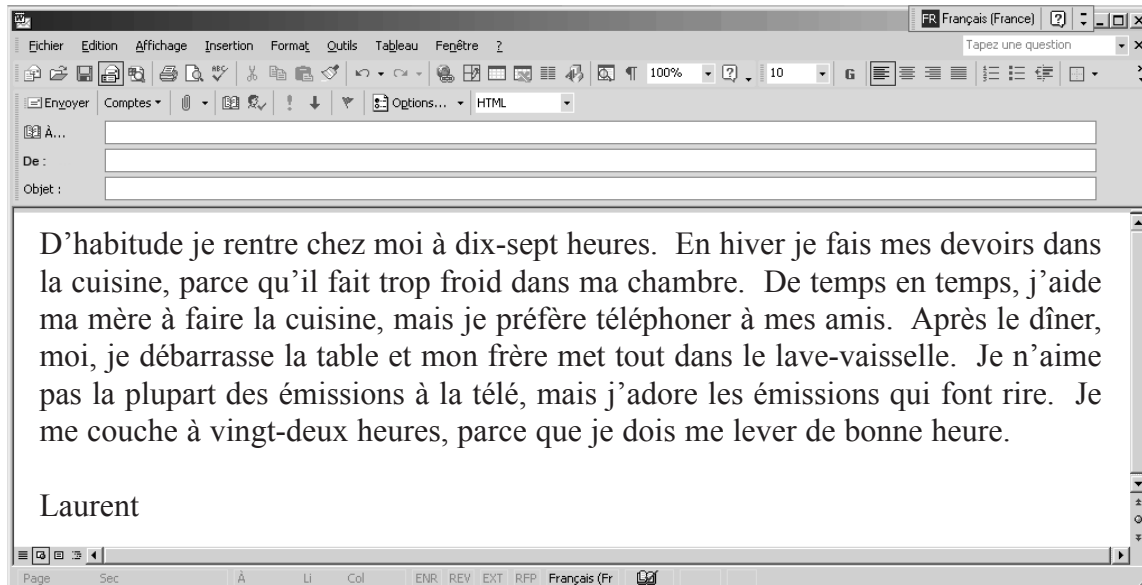 FR Français (France)
Fichier Edition Affichage Insertion Format Outils Tableau Fenêtre ? Tapez une question
100% 10 G
Envoyer Comptes Options... HTML
À...
De :
Objet :
D’habitude je rentre chez moi à dix-sept heures. En hiver je fais mes devoirs dans
la cuisine, parce qu’il fait trop froid dans ma chambre. De temps en temps, j’aide
ma mère à faire la cuisine, mais je préfère téléphoner à mes amis. Après le dîner,
moi, je débarrasse la table et mon frère met tout dans le lave-vaisselle. Je n’aime
pas la plupart des émissions à la télé, mais j’adore les émissions qui font rire. Je
me couche à vingt-deux heures, parce que je dois me lever de bonne heure.
Laurent
Page Sec À Li Col ENR REV EXT RFP Français (Fr